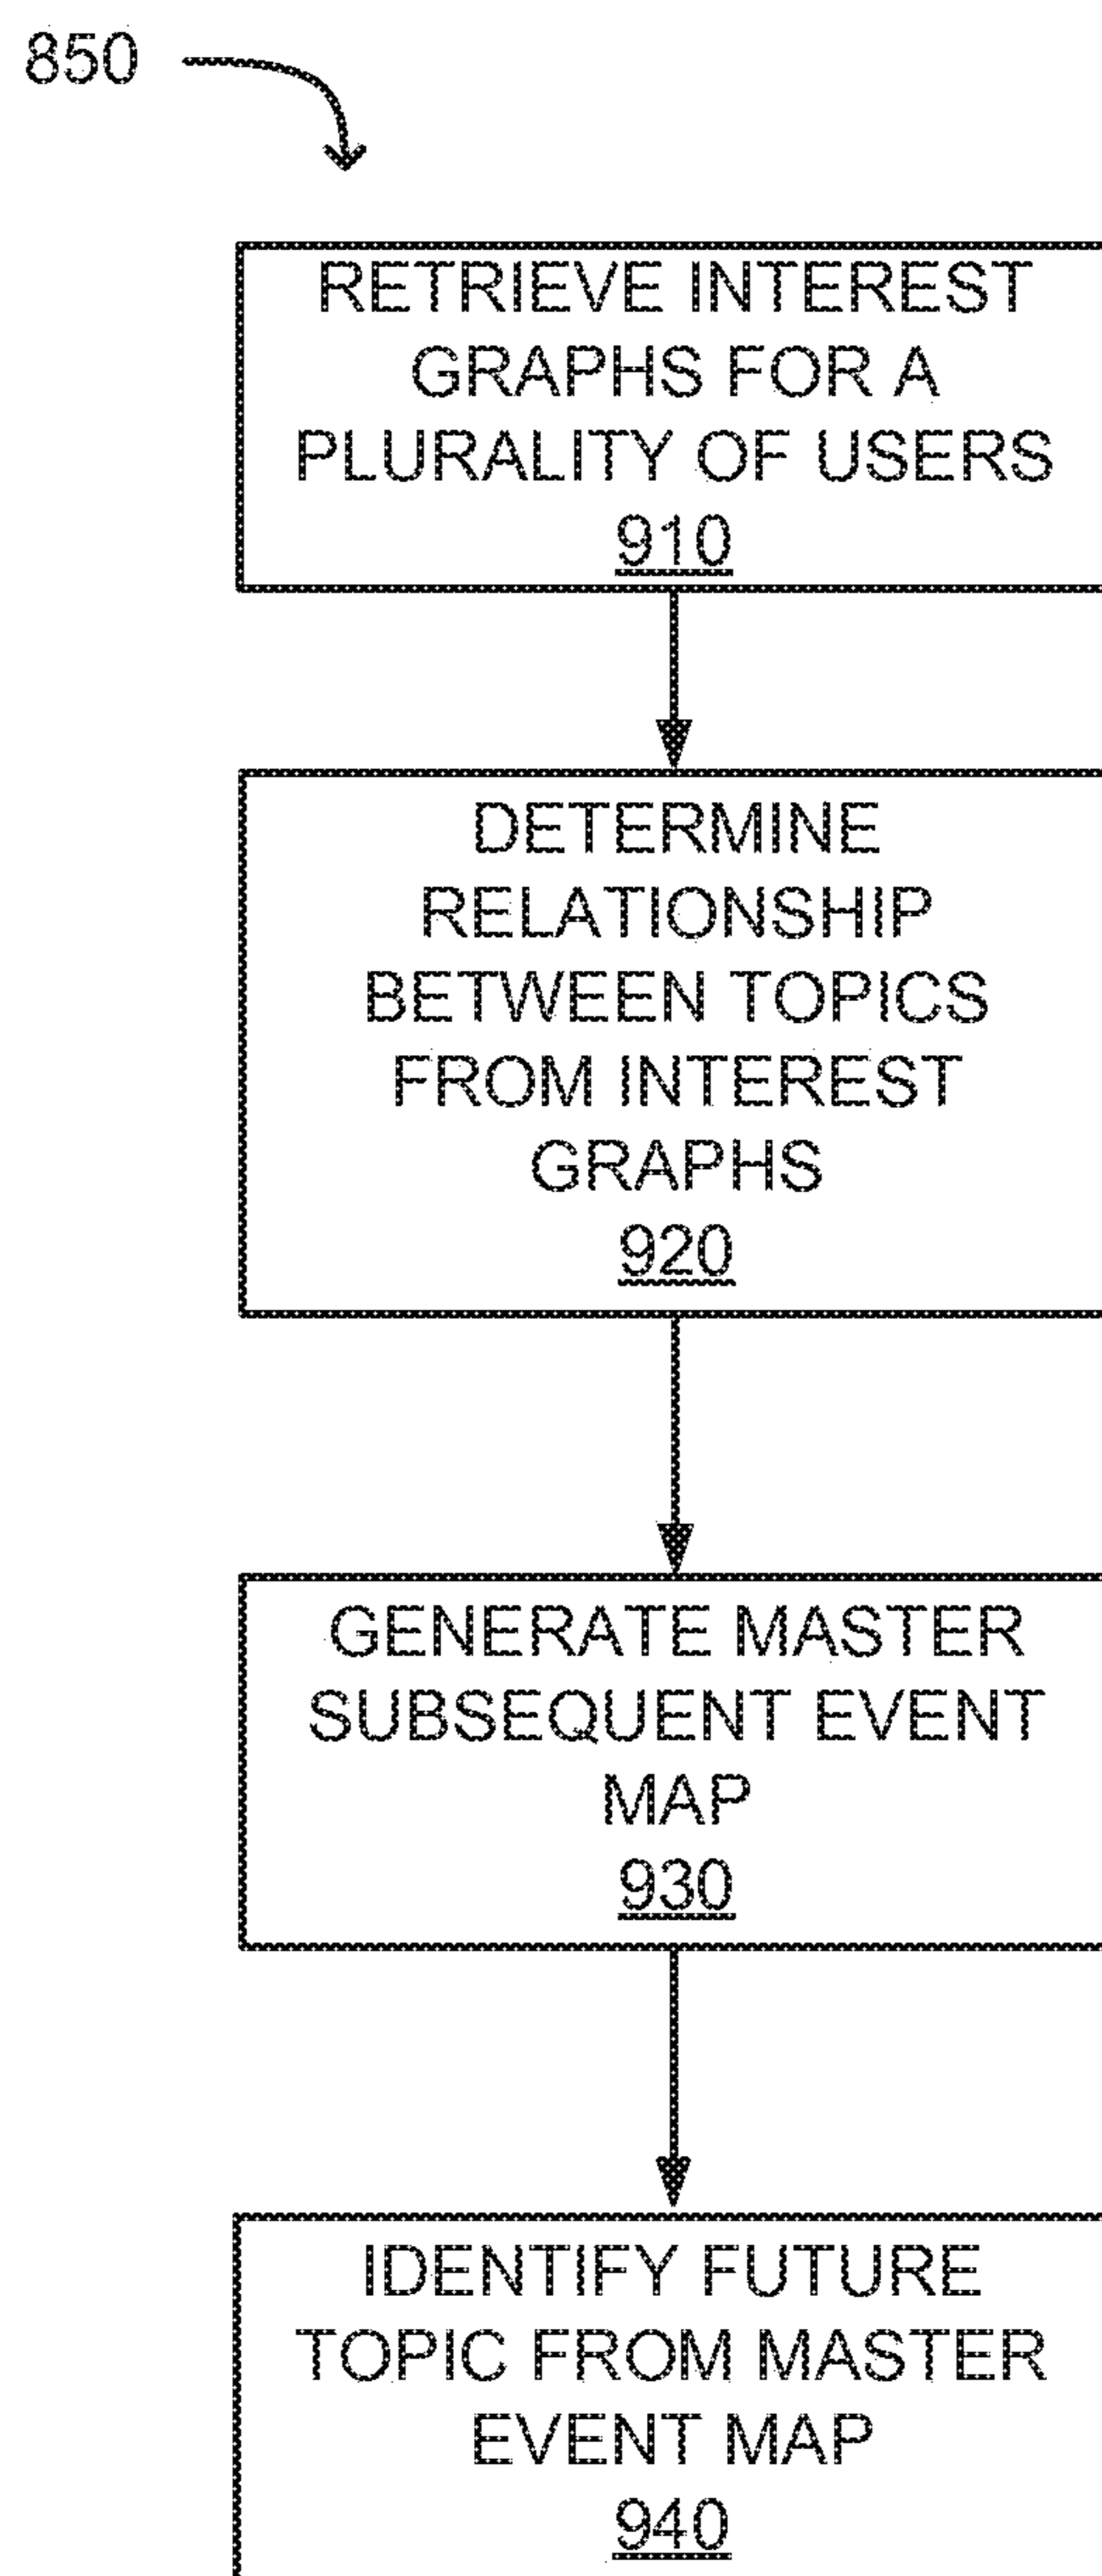 850
RETRIEVE INTEREST
GRAPHS FOR A
PLURALITY OF USERS
910
DETERMINE
RELATIONSHIP
BETWEEN TOPICS
FROM INTEREST
GRAPHS
920
GENERATE MASTER
SUBSEQUENT EVENT
MAP
930
IDENTIFY FUTURE
TOPIC FROM MASTER
EVENT MAP
940